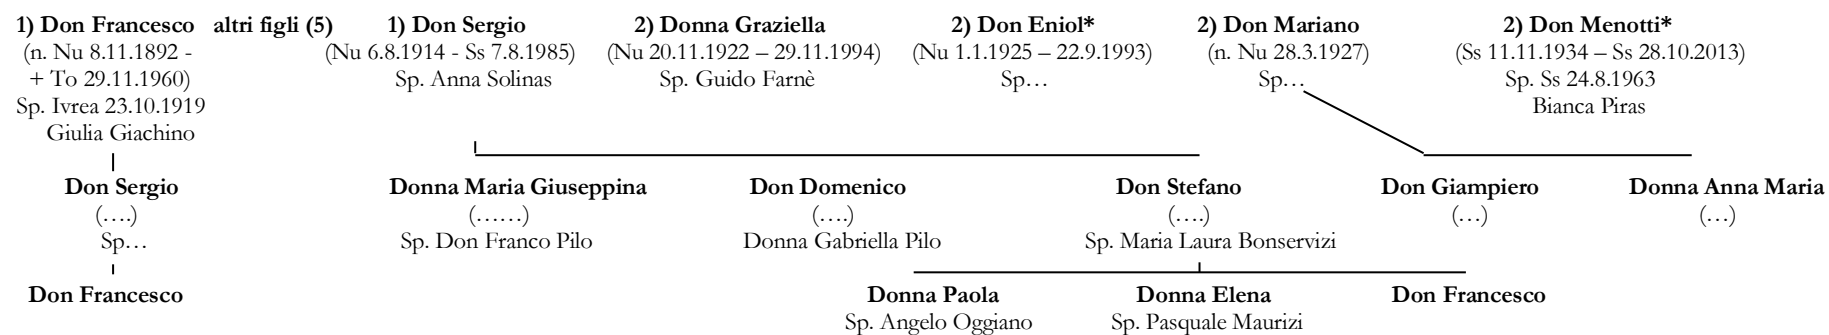 1) Don Francesco altri figli (5) 1) Don Sergio 2) Donna Graziella 2) Don Eniol* 2) Don Mariano 2) Don Menotti*
(n. Nu 8.11.1892 - (Nu 6.8.1914 - Ss 7.8.1985) (Nu 20.11.1922 – 29.11.1994) (Nu 1.1.1925 – 22.9.1993) (n. Nu 28.3.1927) (Ss 11.11.1934 – Ss 28.10.2013)
+ To 29.11.1960) Sp. Anna Solinas Sp. Guido Farnè Sp… Sp… Sp. Ss 24.8.1963
Sp. Ivrea 23.10.1919 Bianca Piras
Giulia Giachino
Don Sergio Donna Maria Giuseppina Don Domenico Don Stefano Don Giampiero Donna Anna Maria
(….) (……) (….) (….) (…) (…)
Sp… Sp. Don Franco Pilo Donna Gabriella Pilo Sp. Maria Laura Bonservizi
Don Francesco Donna Paola Donna Elena Don Francesco
Sp. Angelo Oggiano Sp. Pasquale Maurizi